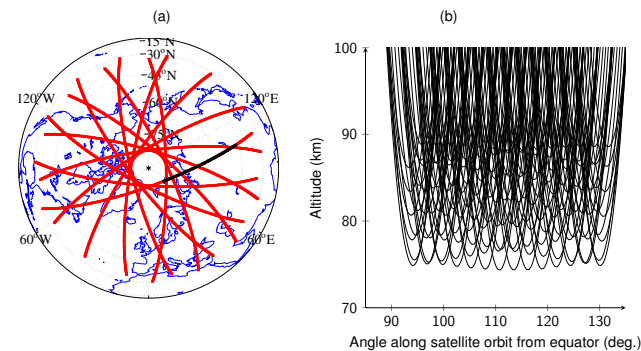 (a)
15°N
30°N
45°N
60°N
75°N
120°W
120°E
60°W
60°E
(b)
100
90
80
70
Altitude (km)
90 100 110 120 130
Angle along satellite orbit from equator (deg.)